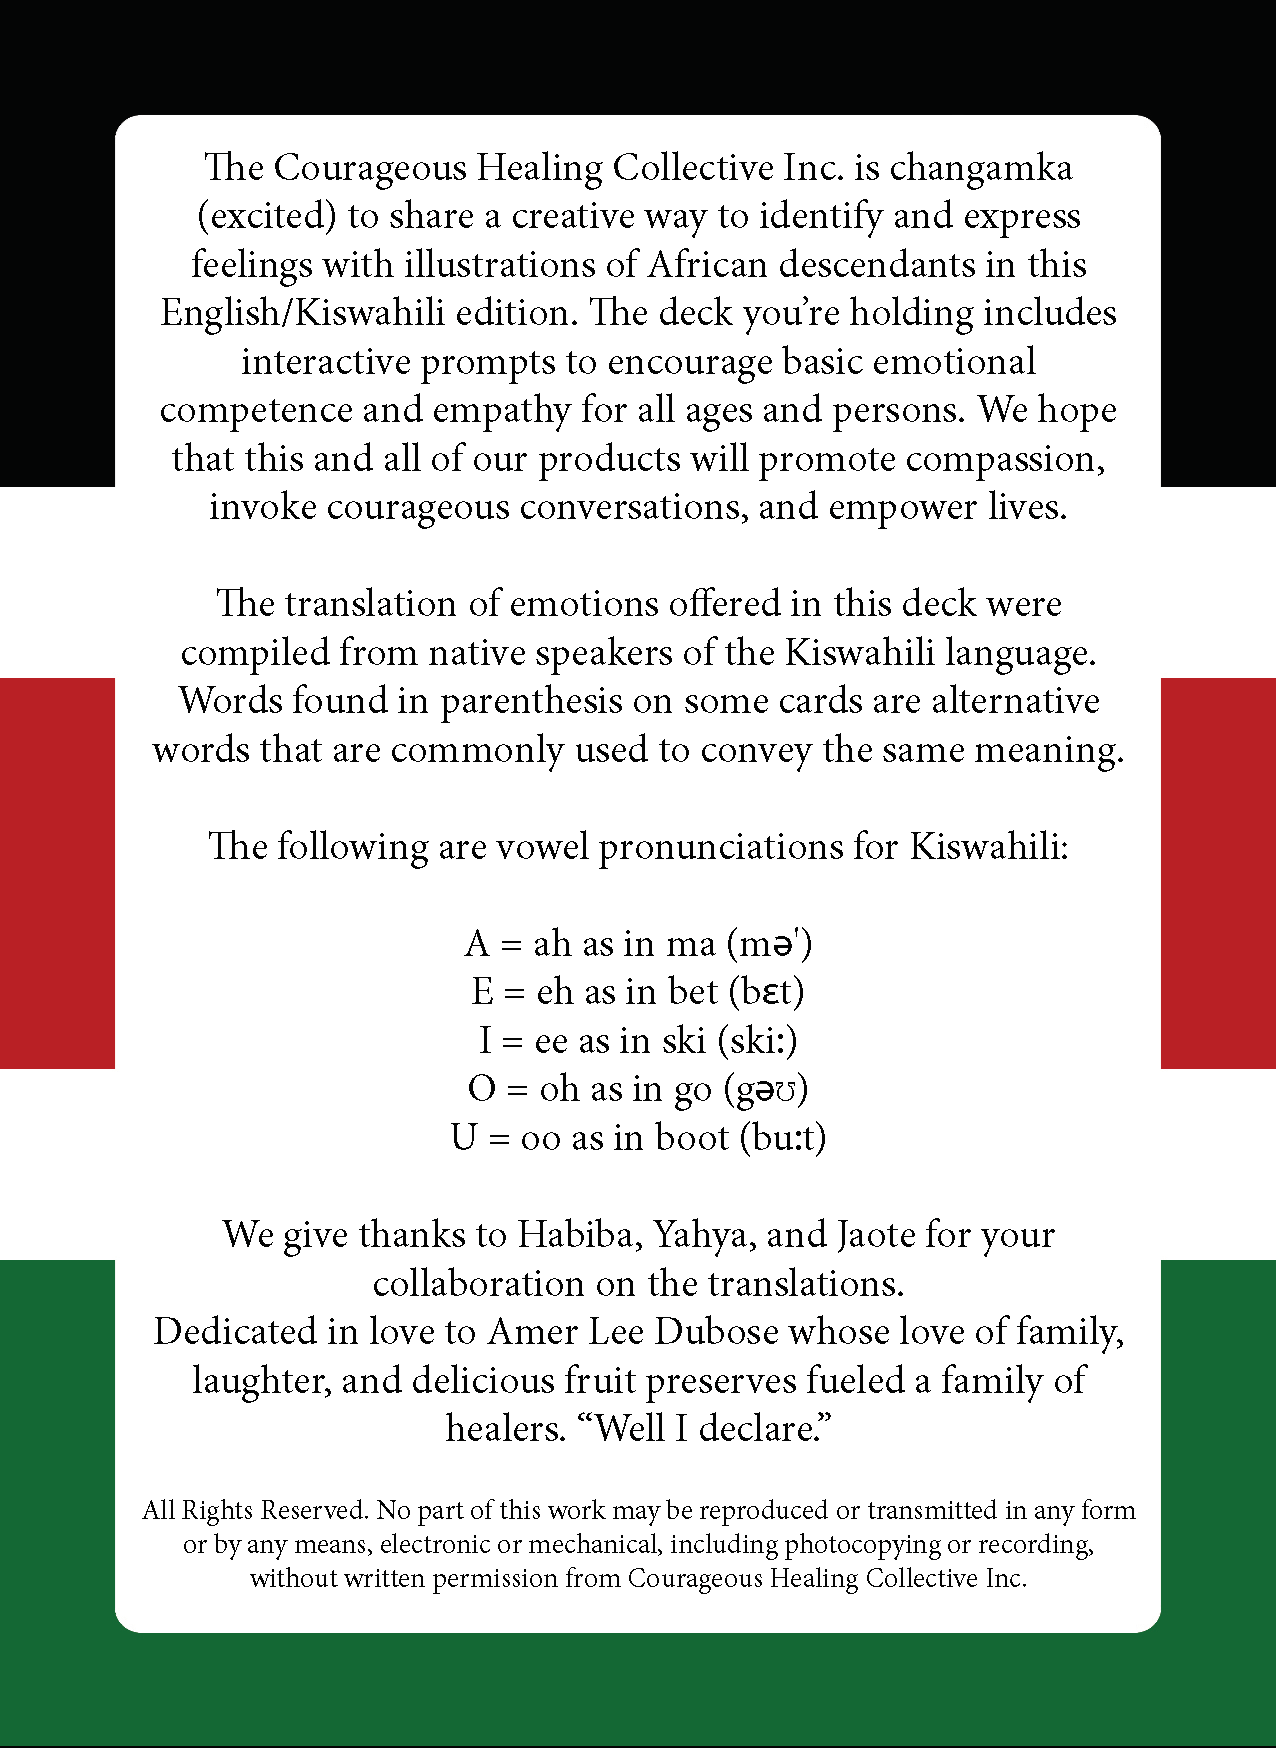 The Courageous Healing Collective Inc. is changamka
(excited) to share a creative way to identify and express
feelings with illustrations of African descendants in this
English/Kiswahili edition. The deck you’re holding includes
interactive prompts to encourage basic emotional
competence and empathy for all ages and persons. We hope
that this and all of our products will promote compassion,
invoke courageous conversations, and empower lives.
The translation of emotions offered in this deck were
compiled from native speakers of the Kiswahili language.
Words found in parenthesis on some cards are alternative
words that are commonly used to convey the same meaning.
The following are vowel pronunciations for Kiswahili:
A = ah as in ma (məˈ)
E = eh as in bet (bɛt)
I = ee as in ski (skiː)
O = oh as in go (gəʊ)
U = oo as in boot (buːt)
We give thanks to Habiba, Yahya, and Jaote for your
collaboration on the translations.
Dedicated in love to Amer Lee Dubose whose love of family,
laughter, and delicious fruit preserves fueled a family of
healers. “Well I declare.”
All Rights Reserved. No part of this work may be reproduced or transmitted in any form
or by any means, electronic or mechanical, including photocopying or recording,
without written permission from Courageous Healing Collective Inc.